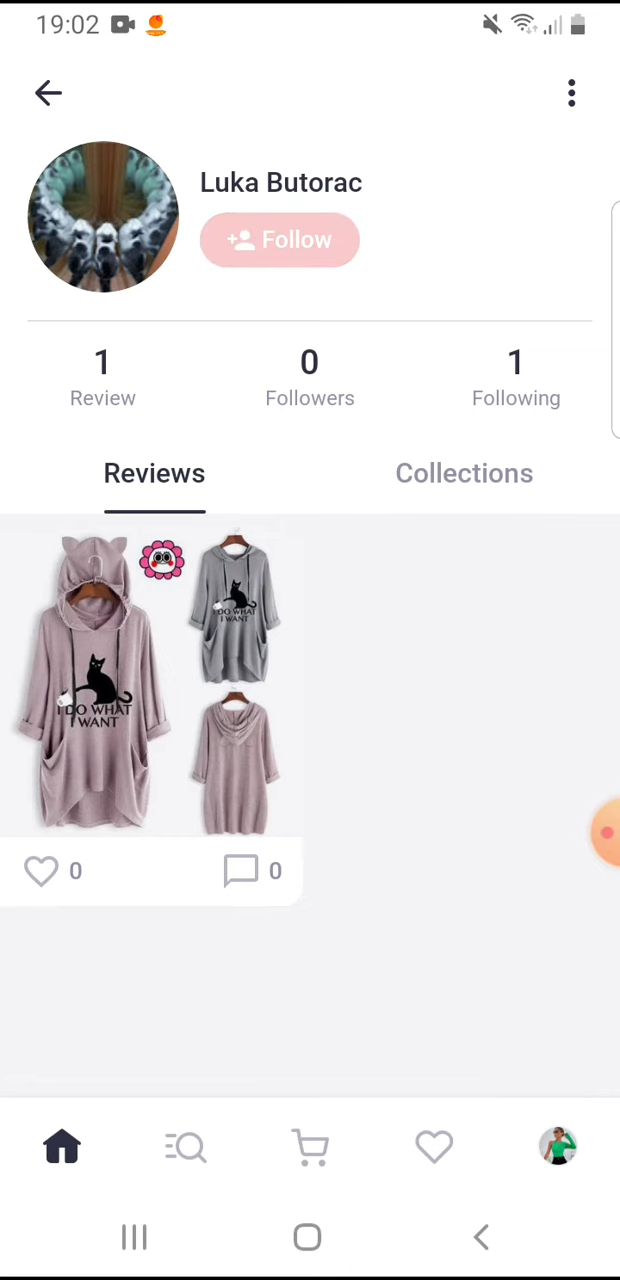 19:02
Luka Butorac
Follow
1 0 1
Review Followers Following
Reviews Collections
I DO WHAT
I WANT
I DO WHAT
I WANT
0 0